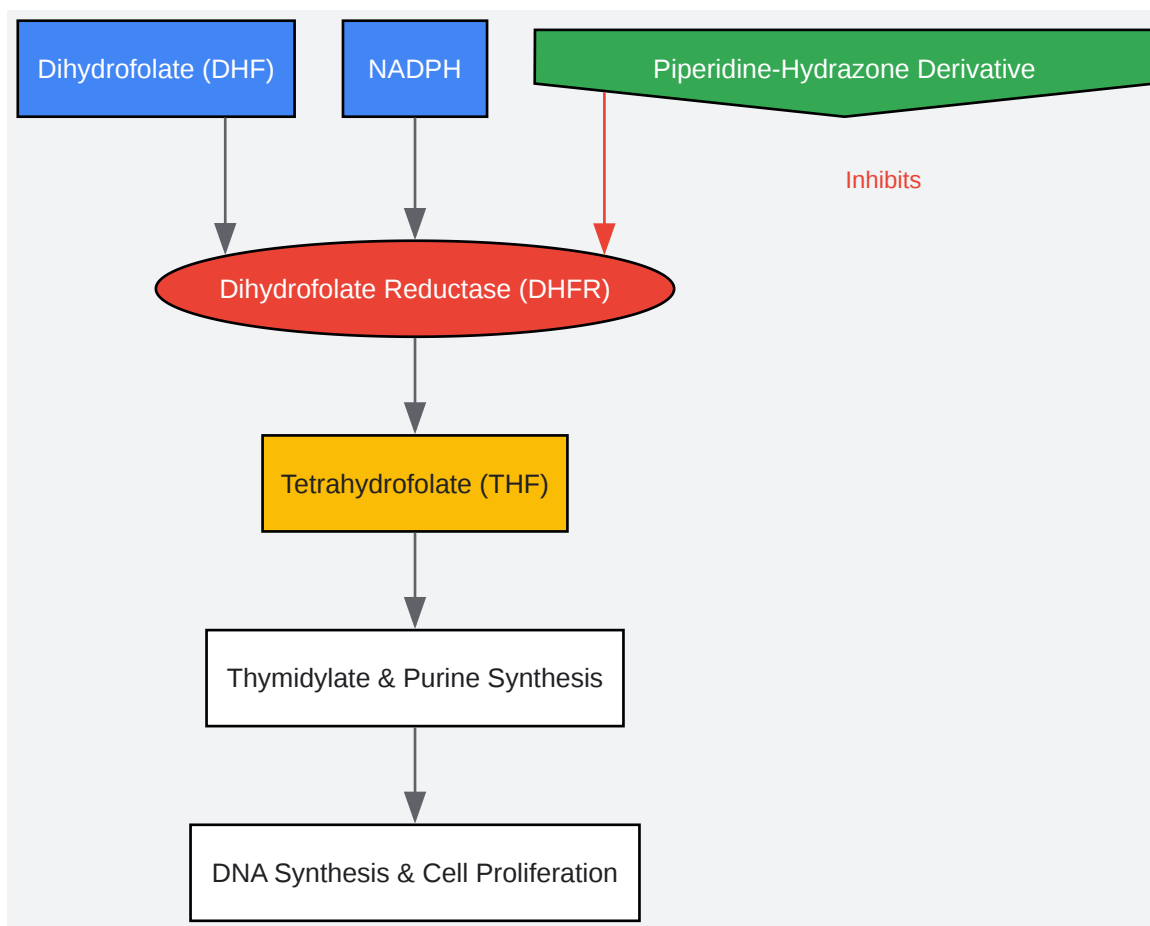 Dihydrofolate (DHF)
NADPH
Piperidine-Hydrazone Derivative
Inhibits
Dihydrofolate Reductase (DHFR)
Tetrahydrofolate (THF)
Thymidylate & Purine Synthesis
DNA Synthesis & Cell Proliferation